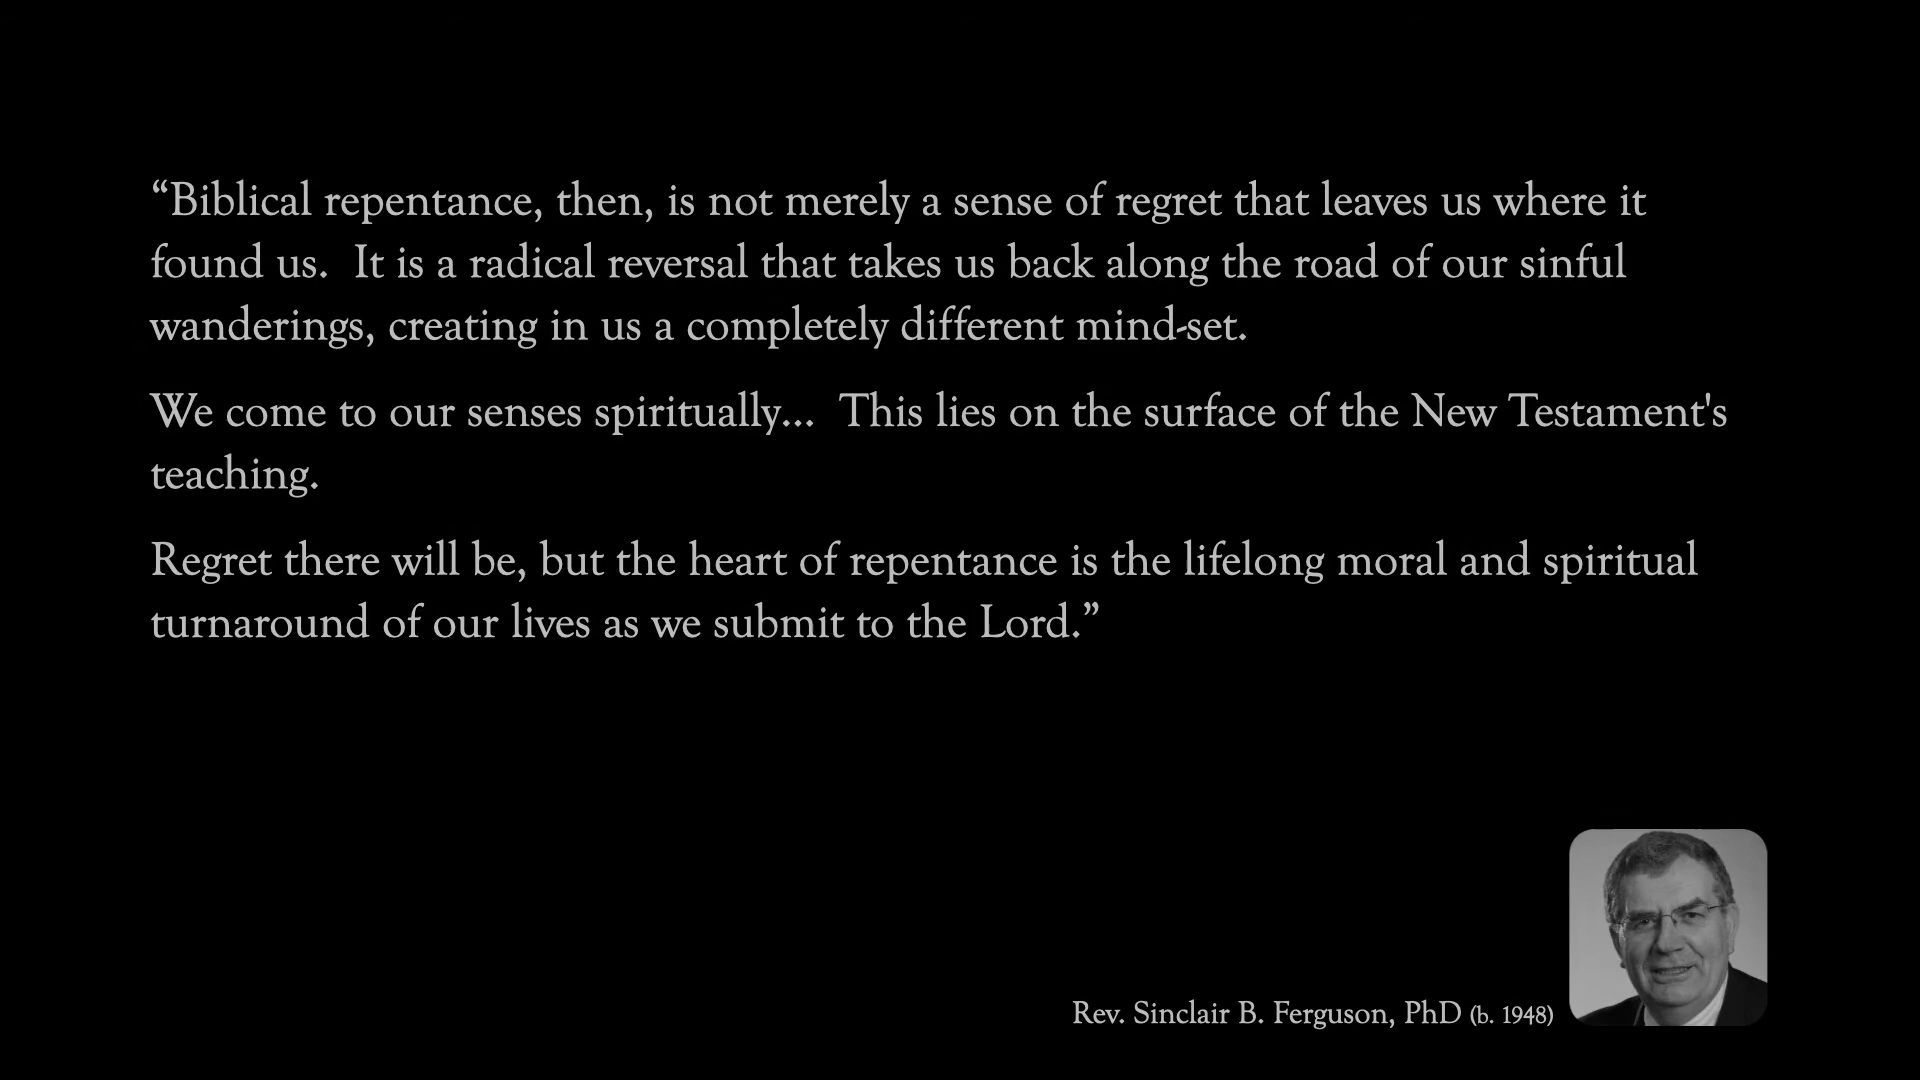 “Biblical repentance, then, is not merely a sense of regret that leaves us where it
found us.  It is a radical reversal that takes us back along the road of our sinful
wanderings, creating in us a completely different mind-set.
We come to our senses spiritually...  This lies on the surface of the New Testament's
teaching.
Regret there will be, but the heart of repentance is the lifelong moral and spiritual
turnaround of our lives as we submit to the Lord.”
Rev. Sinclair B. Ferguson, PhD (b. 1948)